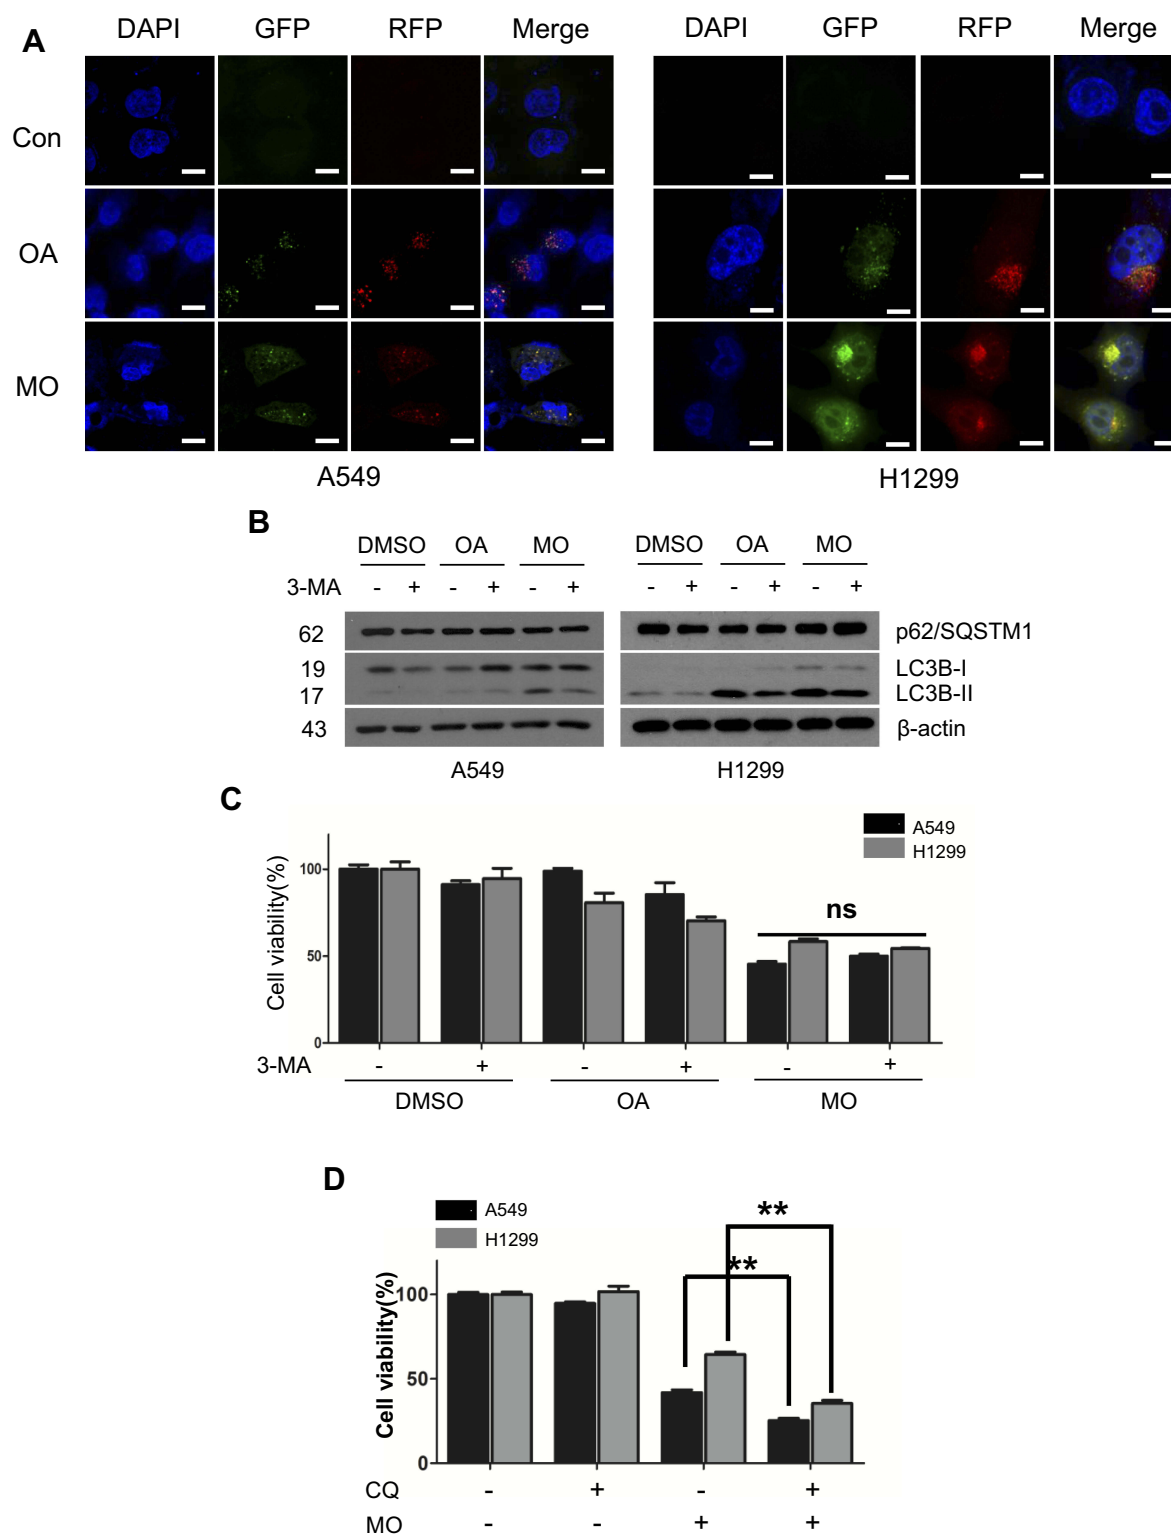 A
DAPI GFP RFP Merge DAPI GFP RFP Merge
Con
OA
MO
A549 H1299
B
DMSO OA MO DMSO OA MO
3-MA - + - + - + - + - + - +
62 p62/SQSTM1
19 LC3B-I
17 LC3B-II
43 β-actin
A549 H1299
C
A549
H1299
Cell viability(%)
100
50
0
ns
3-MA - + - + - +
DMSO OA MO
D
A549
H1299
**
**
Cell viability(%)
100
50
0
CQ - + - +
MO - - + +